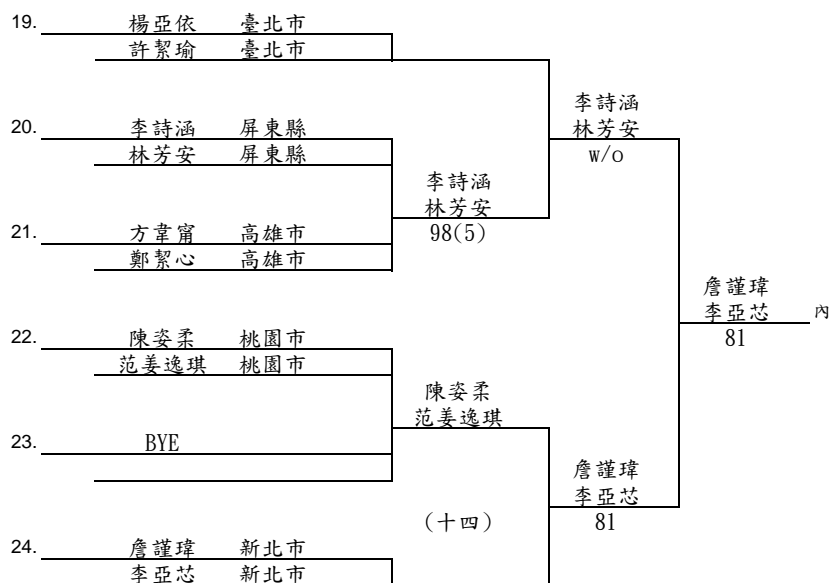 19. 楊亞依 臺北市
許絜瑜 臺北市
李詩涵
林芳安
w/o
20. 李詩涵 屏東縣
林芳安 屏東縣
李詩涵
林芳安
98(5)
21. 方韋甯 高雄市
鄭絜心 高雄市
詹謹瑋
李亞芯
81
內
22. 陳姿柔 桃園市
范姜逸琪 桃園市
陳姿柔
范姜逸琪
23. BYE
詹謹瑋
李亞芯
81
(十四)
24. 詹謹瑋 新北市
李亞芯 新北市